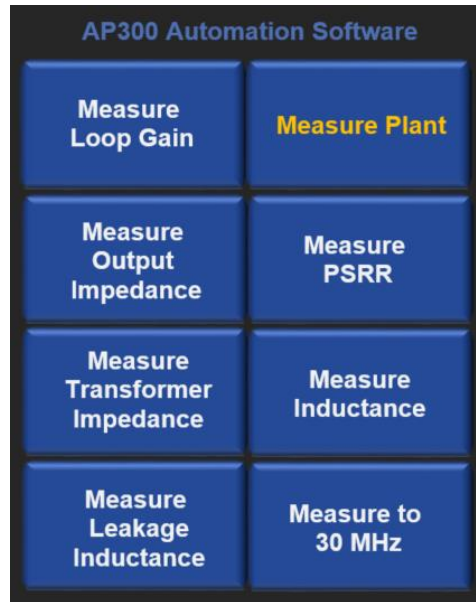 AP300 Automation Software
Measure
Loop Gain
Measure Plant
Measure
Output
Impedance
Measure
PSRR
Measure
Transformer
Impedance
Measure
Inductance
Measure
Leakage
Inductance
Measure to
30 MHz